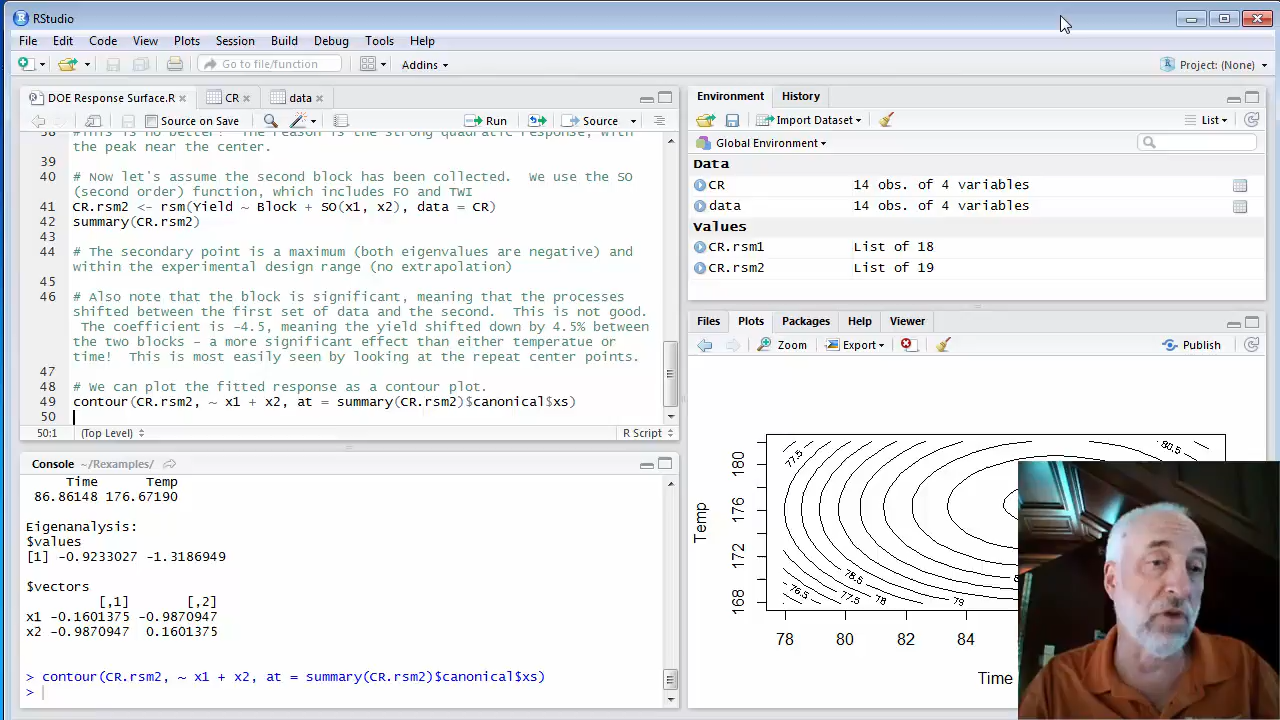 RStudio
File Edit Code View Plots Session Build Debug Tools Help
Go to file/function Addins Project: (None)
DOE Response Surface.R CR data
Source on Save Run Source
38 #This is no better! The reason is the strong quadratic response, with
the peak near the center.
39
40 # Now let's assume the second block has been collected. We use the SO
(second order) function, which includes FO and TWI
41 CR.rsm2 <- rsm(Yield ~ Block + SO(x1, x2), data = CR)
42 summary(CR.rsm2)
43
44 # The secondary point is a maximum (both eigenvalues are negative) and
within the experimental design range (no extrapolation)
45
46 # Also note that the block is significant, meaning that the processes
shifted between the first set of data and the second. This is not good.
The coefficient is -4.5, meaning the yield shifted down by 4.5% between
the two blocks - a more significant effect than either temperatue or
time! This is most easily seen by looking at the repeat center points.
47
48 # We can plot the fitted response as a contour plot.
49 contour(CR.rsm2, ~ x1 + x2, at = summary(CR.rsm2)$canonical$xs)
50
50:1 (Top Level) R Script
Console ~/Rexamples/
Time Temp
86.86148 176.67190
Eigenanalysis:
$values
[1] -0.9233027 -1.3186949
$vectors
[,1] [,2]
x1 -0.1601375 -0.9870947
x2 -0.9870947 0.1601375
> contour(CR.rsm2, ~ x1 + x2, at = summary(CR.rsm2)$canonical$xs)
>
Environment History
Import Dataset List
Global Environment
Data
CR 14 obs. of 4 variables
data 14 obs. of 4 variables
Values
CR.rsm1 List of 18
CR.rsm2 List of 19
Files Plots Packages Help Viewer
Zoom Export Publish
77.5 80.5
180
176
172
168
Temp
76.5 77.5 78 78.5 79
78 80 82 84
Time